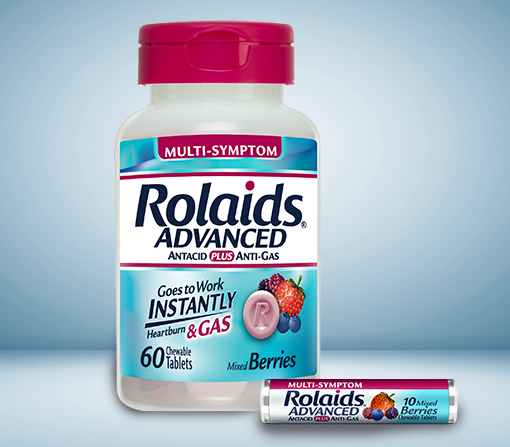 MULTI-SYMPTOM
Rolaids®
ADVANCED
ANTACID PLUS ANTI-GAS
Goes to Work
INSTANTLY
Heartburn & GAS
60 Chewable Tablets
Mixed Berries
R
MULTI-SYMPTOM
Rolaids
ADVANCED
ANTACID PLUS ANTI-GAS
10 Mixed
Berries
Chewable Tablets